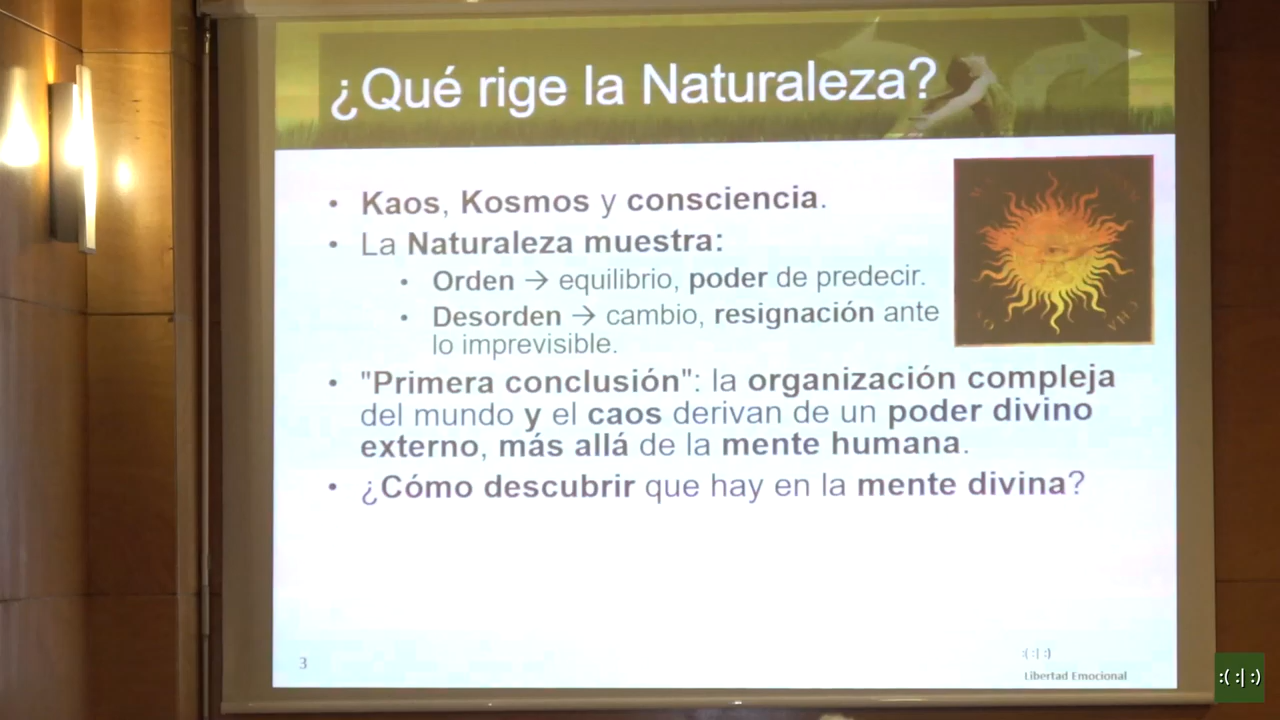 ¿Qué rige la Naturaleza?
• Kaos, Kosmos y consciencia.
• La Naturaleza muestra:
• Orden → equilibrio, poder de predecir.
• Desorden → cambio, resignación ante
lo imprevisible.
• "Primera conclusión": la organización compleja
del mundo y el caos derivan de un poder divino
externo, más allá de la mente humana.
• ¿Cómo descubrir que hay en la mente divina?
3
:(:|:)
Libertad Emocional
:( :| :)